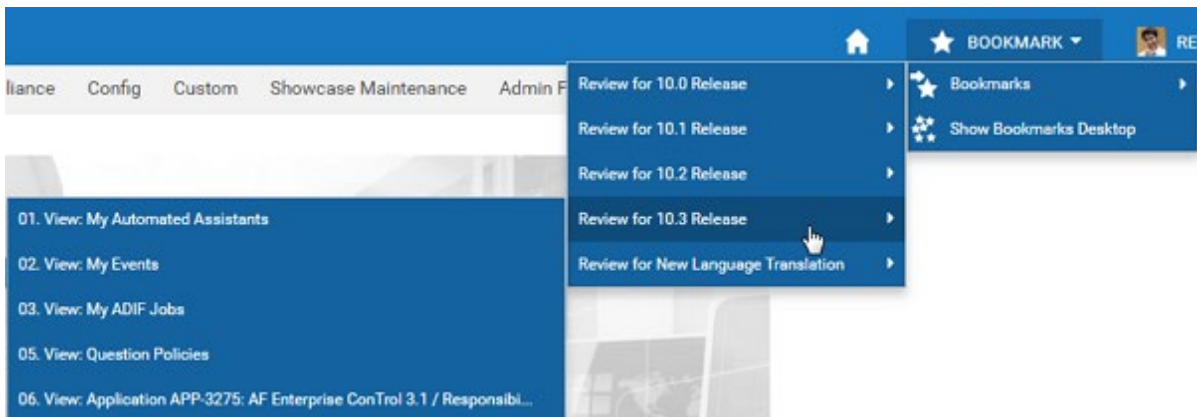 BOOKMARK
RE
liance Config Custom Showcase Maintenance Admin F
Review for 10.0 Release
Bookmarks
Review for 10.1 Release
Show Bookmarks Desktop
Review for 10.2 Release
01. View: My Automated Assistants
Review for 10.3 Release
02. View: My Events
Review for New Language Translation
03. View: My ADIF Jobs
05. View: Question Policies
06. View: Application APP-3275: AF Enterprise ConTrol 3.1 / Responsibi...